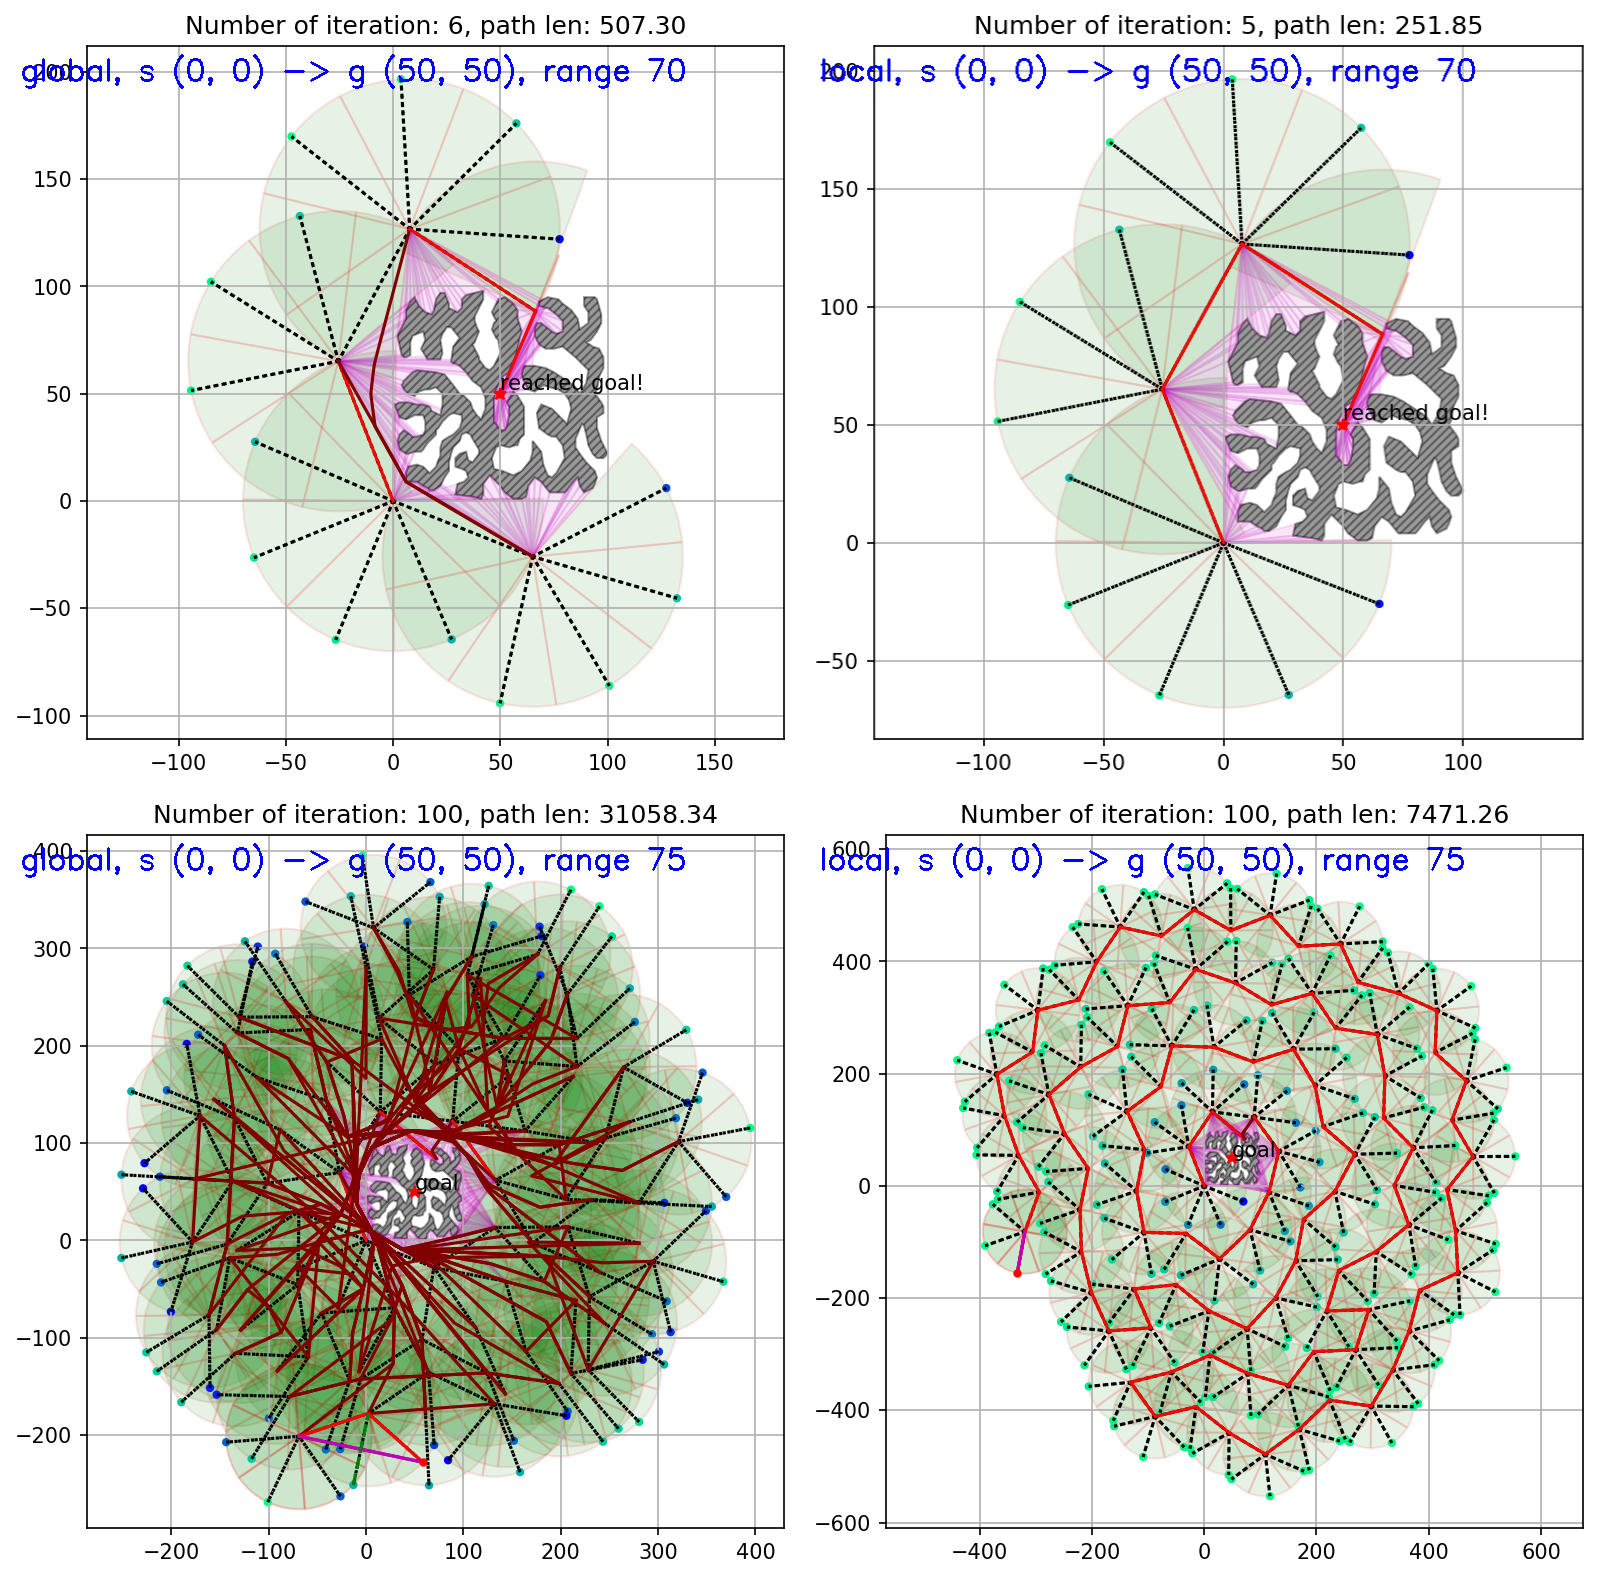 Number of iteration: 6, path len: 507.30
global, s (0, 0) −> g (50, 50), range 70
200
150
100
50
0
−50
−100
reached goal!
−100 −50 0 50 100 150
Number of iteration: 5, path len: 251.85
local, s (0, 0) −> g (50, 50), range 70
200
150
100
50
0
−50
reached goal!
−100 −50 0 50 100
Number of iteration: 100, path len: 31058.34
global, s (0, 0) −> g (50, 50), range 75
400
300
200
100
0
−100
−200
goal
−200 −100 0 100 200 300 400
Number of iteration: 100, path len: 7471.26
local, s (0, 0) −> g (50, 50), range 75
600
400
200
0
−200
−400
−600
goal
−400 −200 0 200 400 600